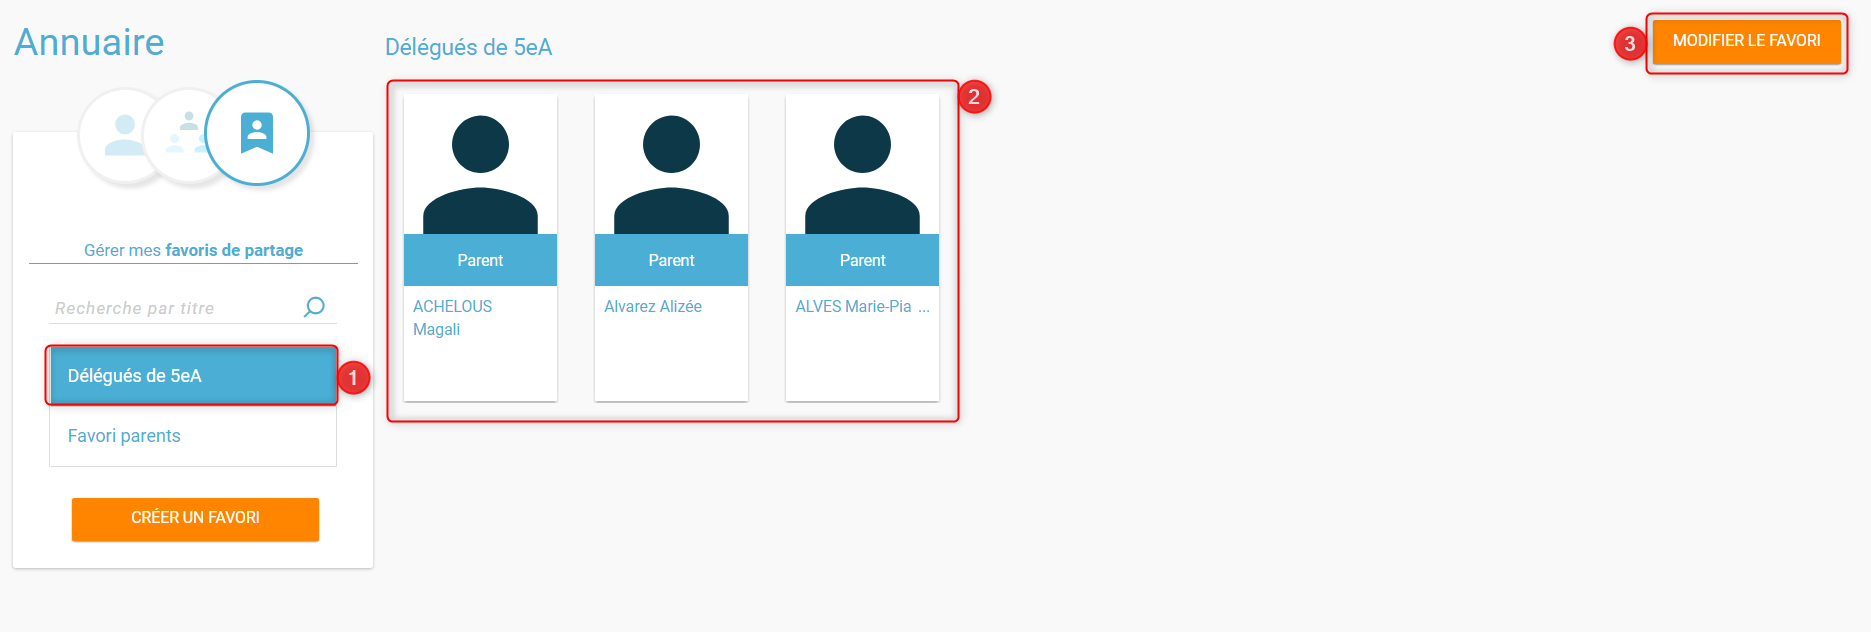 Annuaire
Gérer mes favoris de partage
Recherche par titre
Délégués de 5eA
1
Favori parents
CRÉER UN FAVORI
Délégués de 5eA
2
Parent
ACHELOUS
Magali
Parent
Alvarez Alizée
Parent
ALVES Marie-Pia ...
3
MODIFIER LE FAVORI